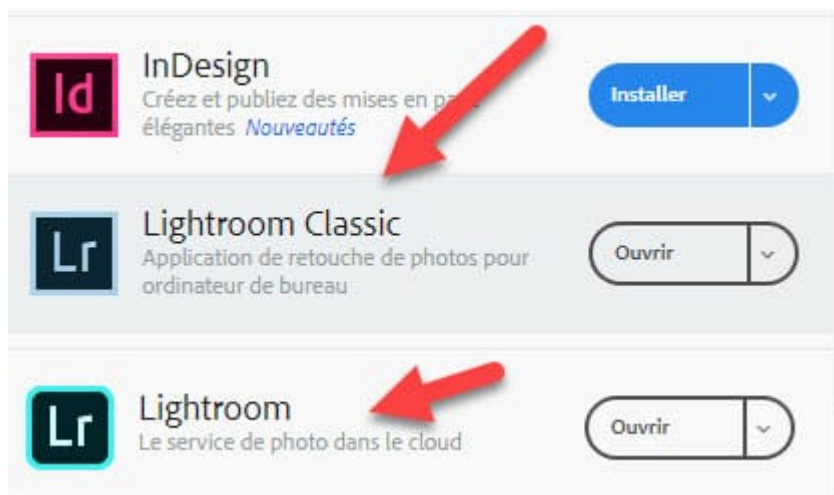 Id
InDesign
Créez et publiez des mises en
élégantes Nouveautés
Installer
Lr
Lightroom Classic
Application de retouche de photos pour
ordinateur de bureau
Ouvrir
Lr
Lightroom
Le service de photo dans le cloud
Ouvrir